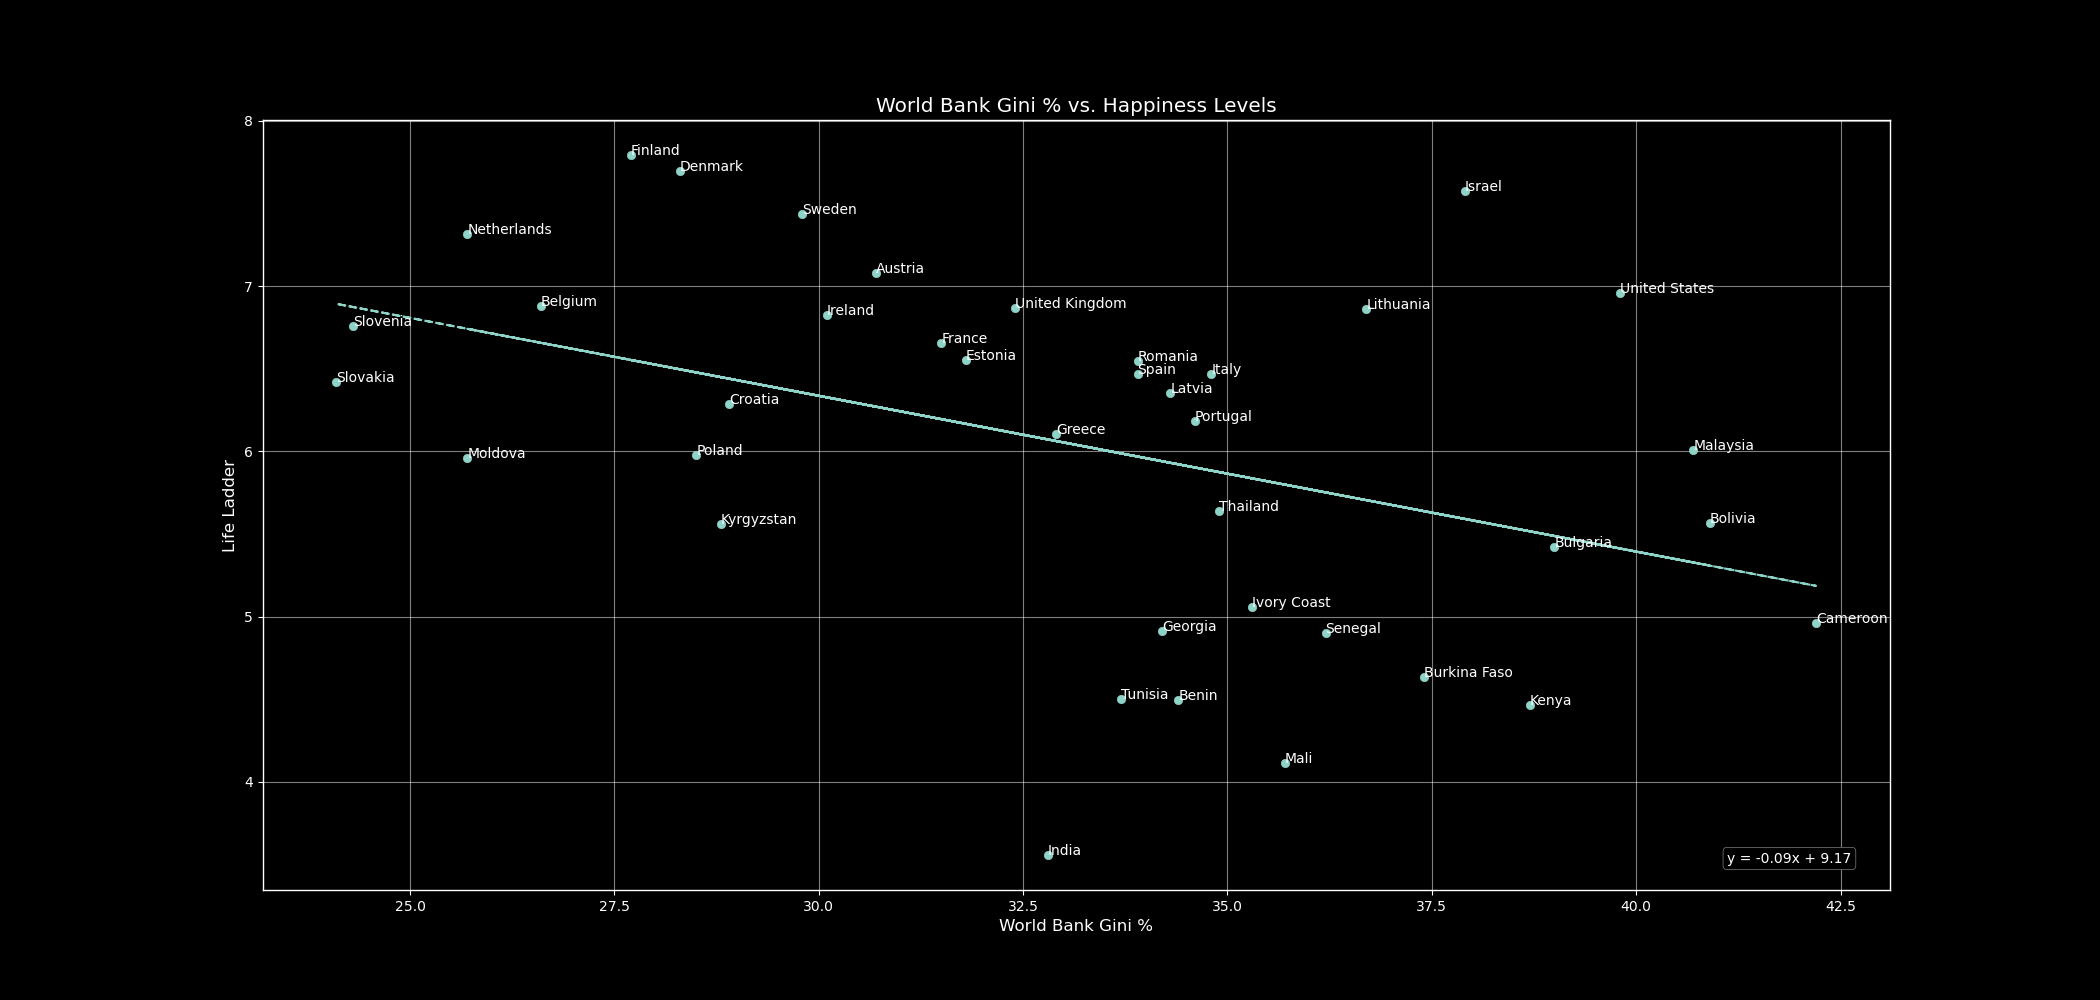 World Bank Gini % vs. Happiness Levels
8
Finland
Denmark
Israel
Sweden
Netherlands
Austria
7
United States
Belgium
United Kingdom
Lithuania
Ireland
Slovenia
France
Estonia
Romania
Spain
Italy
Slovakia
Latvia
Croatia
Portugal
Greece
6
Malaysia
Poland
Moldova
Life Ladder
Thailand
Bolivia
Kyrgyzstan
Bulgaria
Ivory Coast
5
Cameroon
Georgia
Senegal
Burkina Faso
Tunisia
Benin
Kenya
Mali
4
India
y = -0.09x + 9.17
25.0 27.5 30.0 32.5 35.0 37.5 40.0 42.5
World Bank Gini %